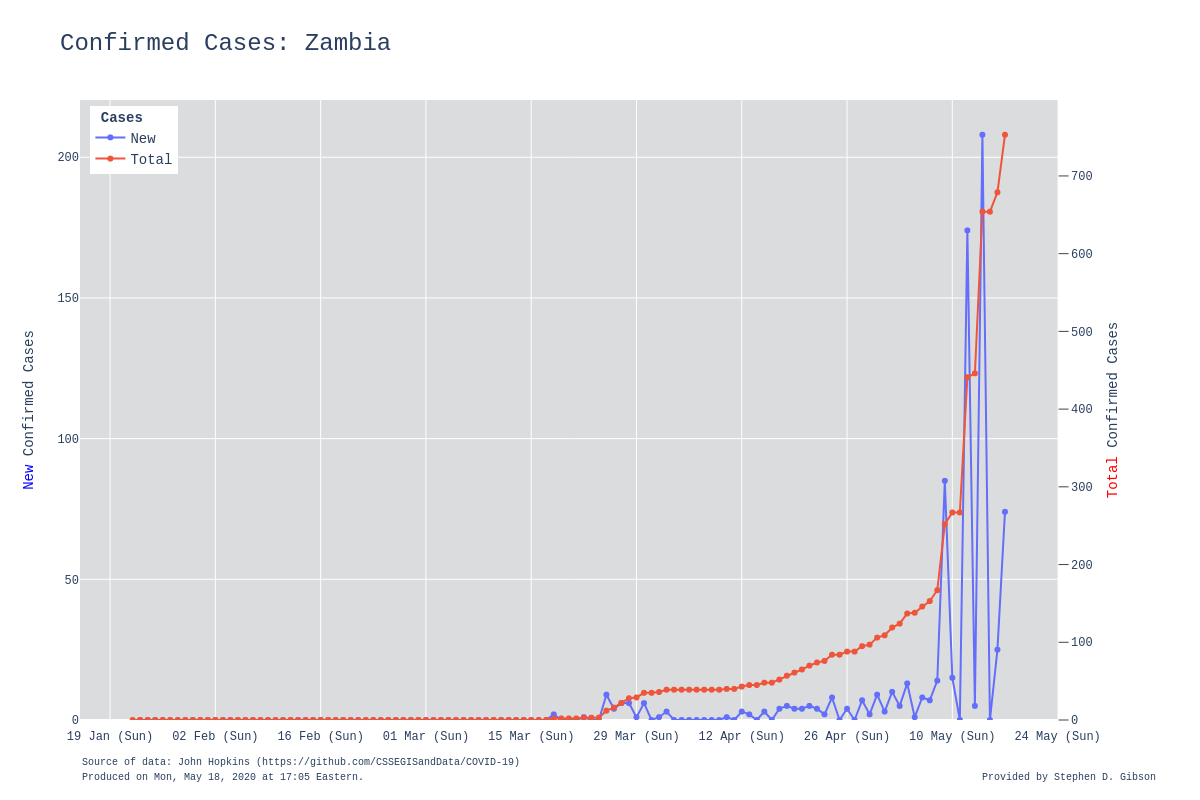 Confirmed Cases: Zambia
Cases
New
Total
200
150
100
50
0
700
600
500
400
300
200
100
0
New Confirmed Cases
Total Confirmed Cases
19 Jan (Sun) 02 Feb (Sun) 16 Feb (Sun) 01 Mar (Sun) 15 Mar (Sun) 29 Mar (Sun) 12 Apr (Sun) 26 Apr (Sun) 10 May (Sun) 24 May (Sun)
Source of data: John Hopkins (https://github.com/CSSEGISandData/COVID-19)
Produced on Mon, May 18, 2020 at 17:05 Eastern.
Provided by Stephen D. Gibson